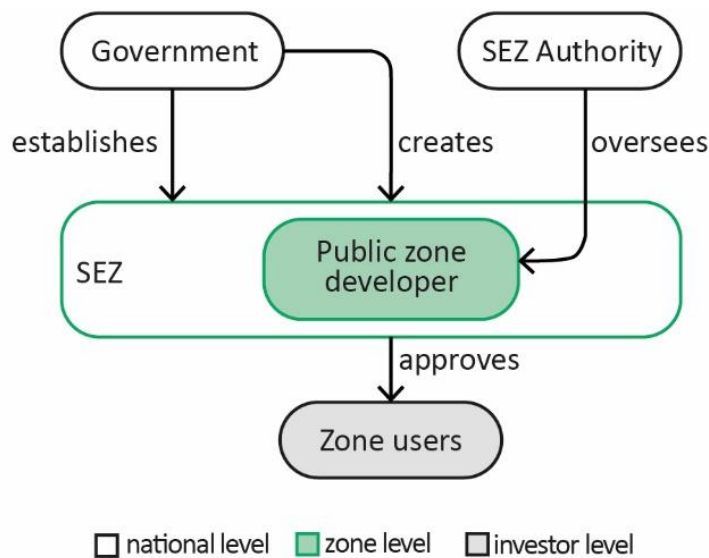 Government
SEZ Authority
establishes
creates
oversees
SEZ
Public zone
developer
approves
Zone users
national level
zone level
investor level